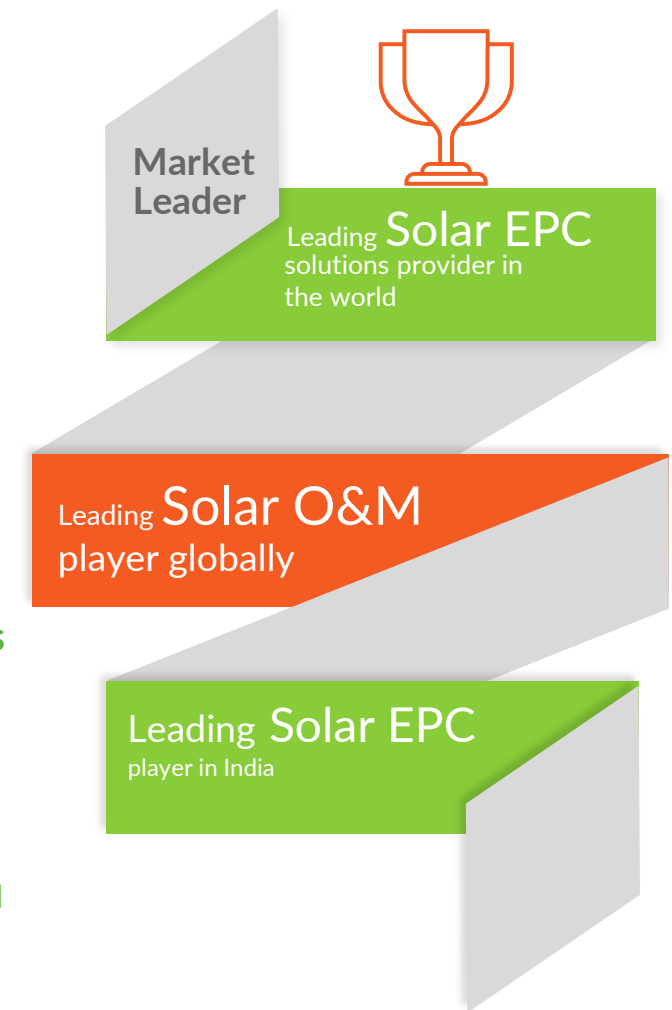 Market
Leader
Leading Solar EPC
solutions provider in
the world
Leading Solar O&M
player globally
s
Leading Solar EPC
player in India